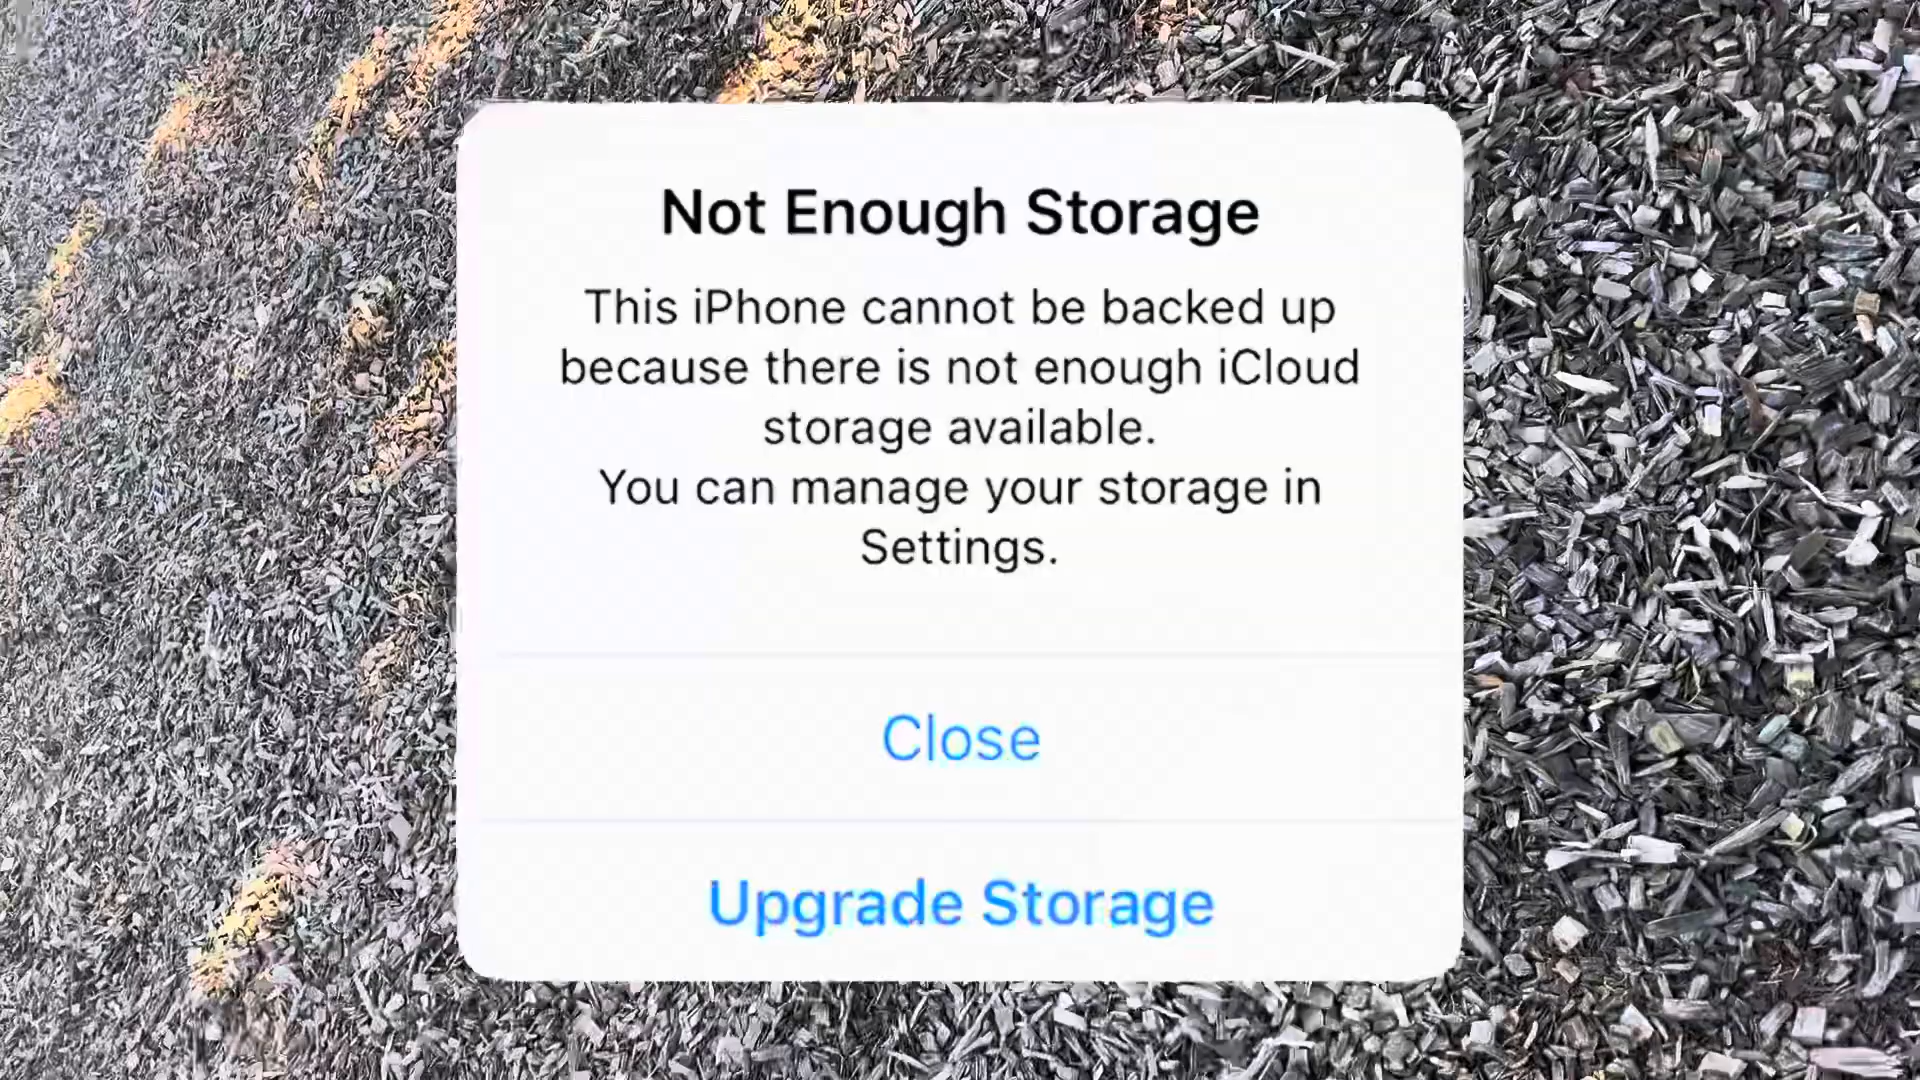 Not Enough Storage
This iPhone cannot be backed up
because there is not enough iCloud
storage available.
You can manage your storage in
Settings.
Close
Upgrade Storage